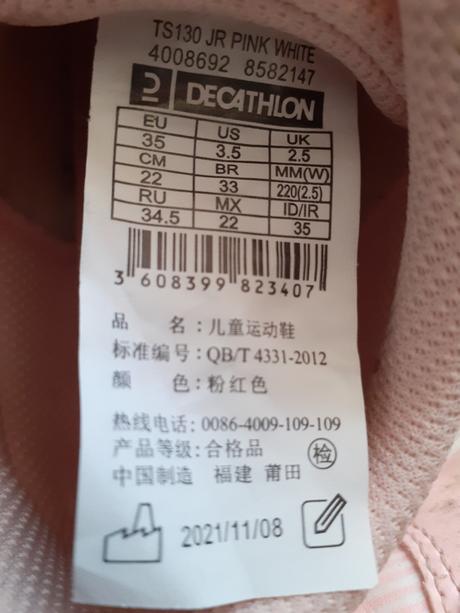 TS130 JR PINK WHITE
4008692 8582147
DECATHLON
EU US UK
35 3.5 2.5
CM BR MM(W)
22 33 220(2.5)
RU MX ID/IR
34.5 22 35
3 608399 823407
品 名：儿童运动鞋
标准编号：QB/T 4331-2012
颜 色：粉红色
热线电话：0086-4009-109-109
产品等级：合格品
检
中国制造 福建 莆田
2021/11/08